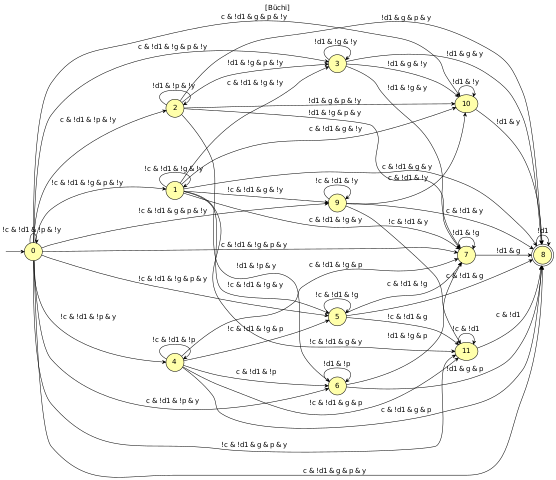 [Büchi]
c & !d1 & g & p & !y
!d1 & g & p & y
c & !d1 & !g & p & !y
!d1 & !g & !y
!d1 & g & y
!d1 & !g & p & !y
!d1 & g & !y
!d1 & !p & !y
c & !d1 & !g & !y
!d1 & !y
3
!d1 & !g & y
!d1 & g & p & !y
10
2
!d1 & !g & p & y
c & !d1 & !p & !y
!d1 & y
c & !d1 & g & !y
!c & !d1 & !g & !y
c & !d1 & g & y
c & !d1 & !y
!c & !d1 & !g & p & !y
!c & !d1 & !y
1
!c & !d1 & g & !y
9
!c & !d1 & g & p & !y
c & !d1 & y
c & !d1 & !g & y
!c & !d1 & y
!c & !d1 & !p & !y
!d1
c & !d1 & !g & p & y
!d1 & !g
0
!d1 & g
7
8
!d1 & !p & y
c & !d1 & g & p
!c & !d1 & !g & p & y
c & !d1 & g
!c & !d1 & !g & y
c & !d1 & !g
!c & !d1 & !g
!c & !d1 & !p & y
5
!c & !d1 & g
c & !d1
!c & !d1 & !g & p
!c & !d1
!d1 & !g & p
!c & !d1 & !p
!c & !d1 & g & y
11
4
!d1 & !p
!d1 & g & p
c & !d1 & !p
6
c & !d1 & !p & y
!c & !d1 & g & p
c & !d1 & g & p
!c & !d1 & g & p & y
c & !d1 & g & p & y